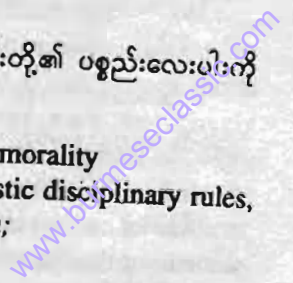 းတို့၏ ပစ္စည်းလေးပါးကို
morality
stic disciplinary rules,
;
www.burmeseclassic.com